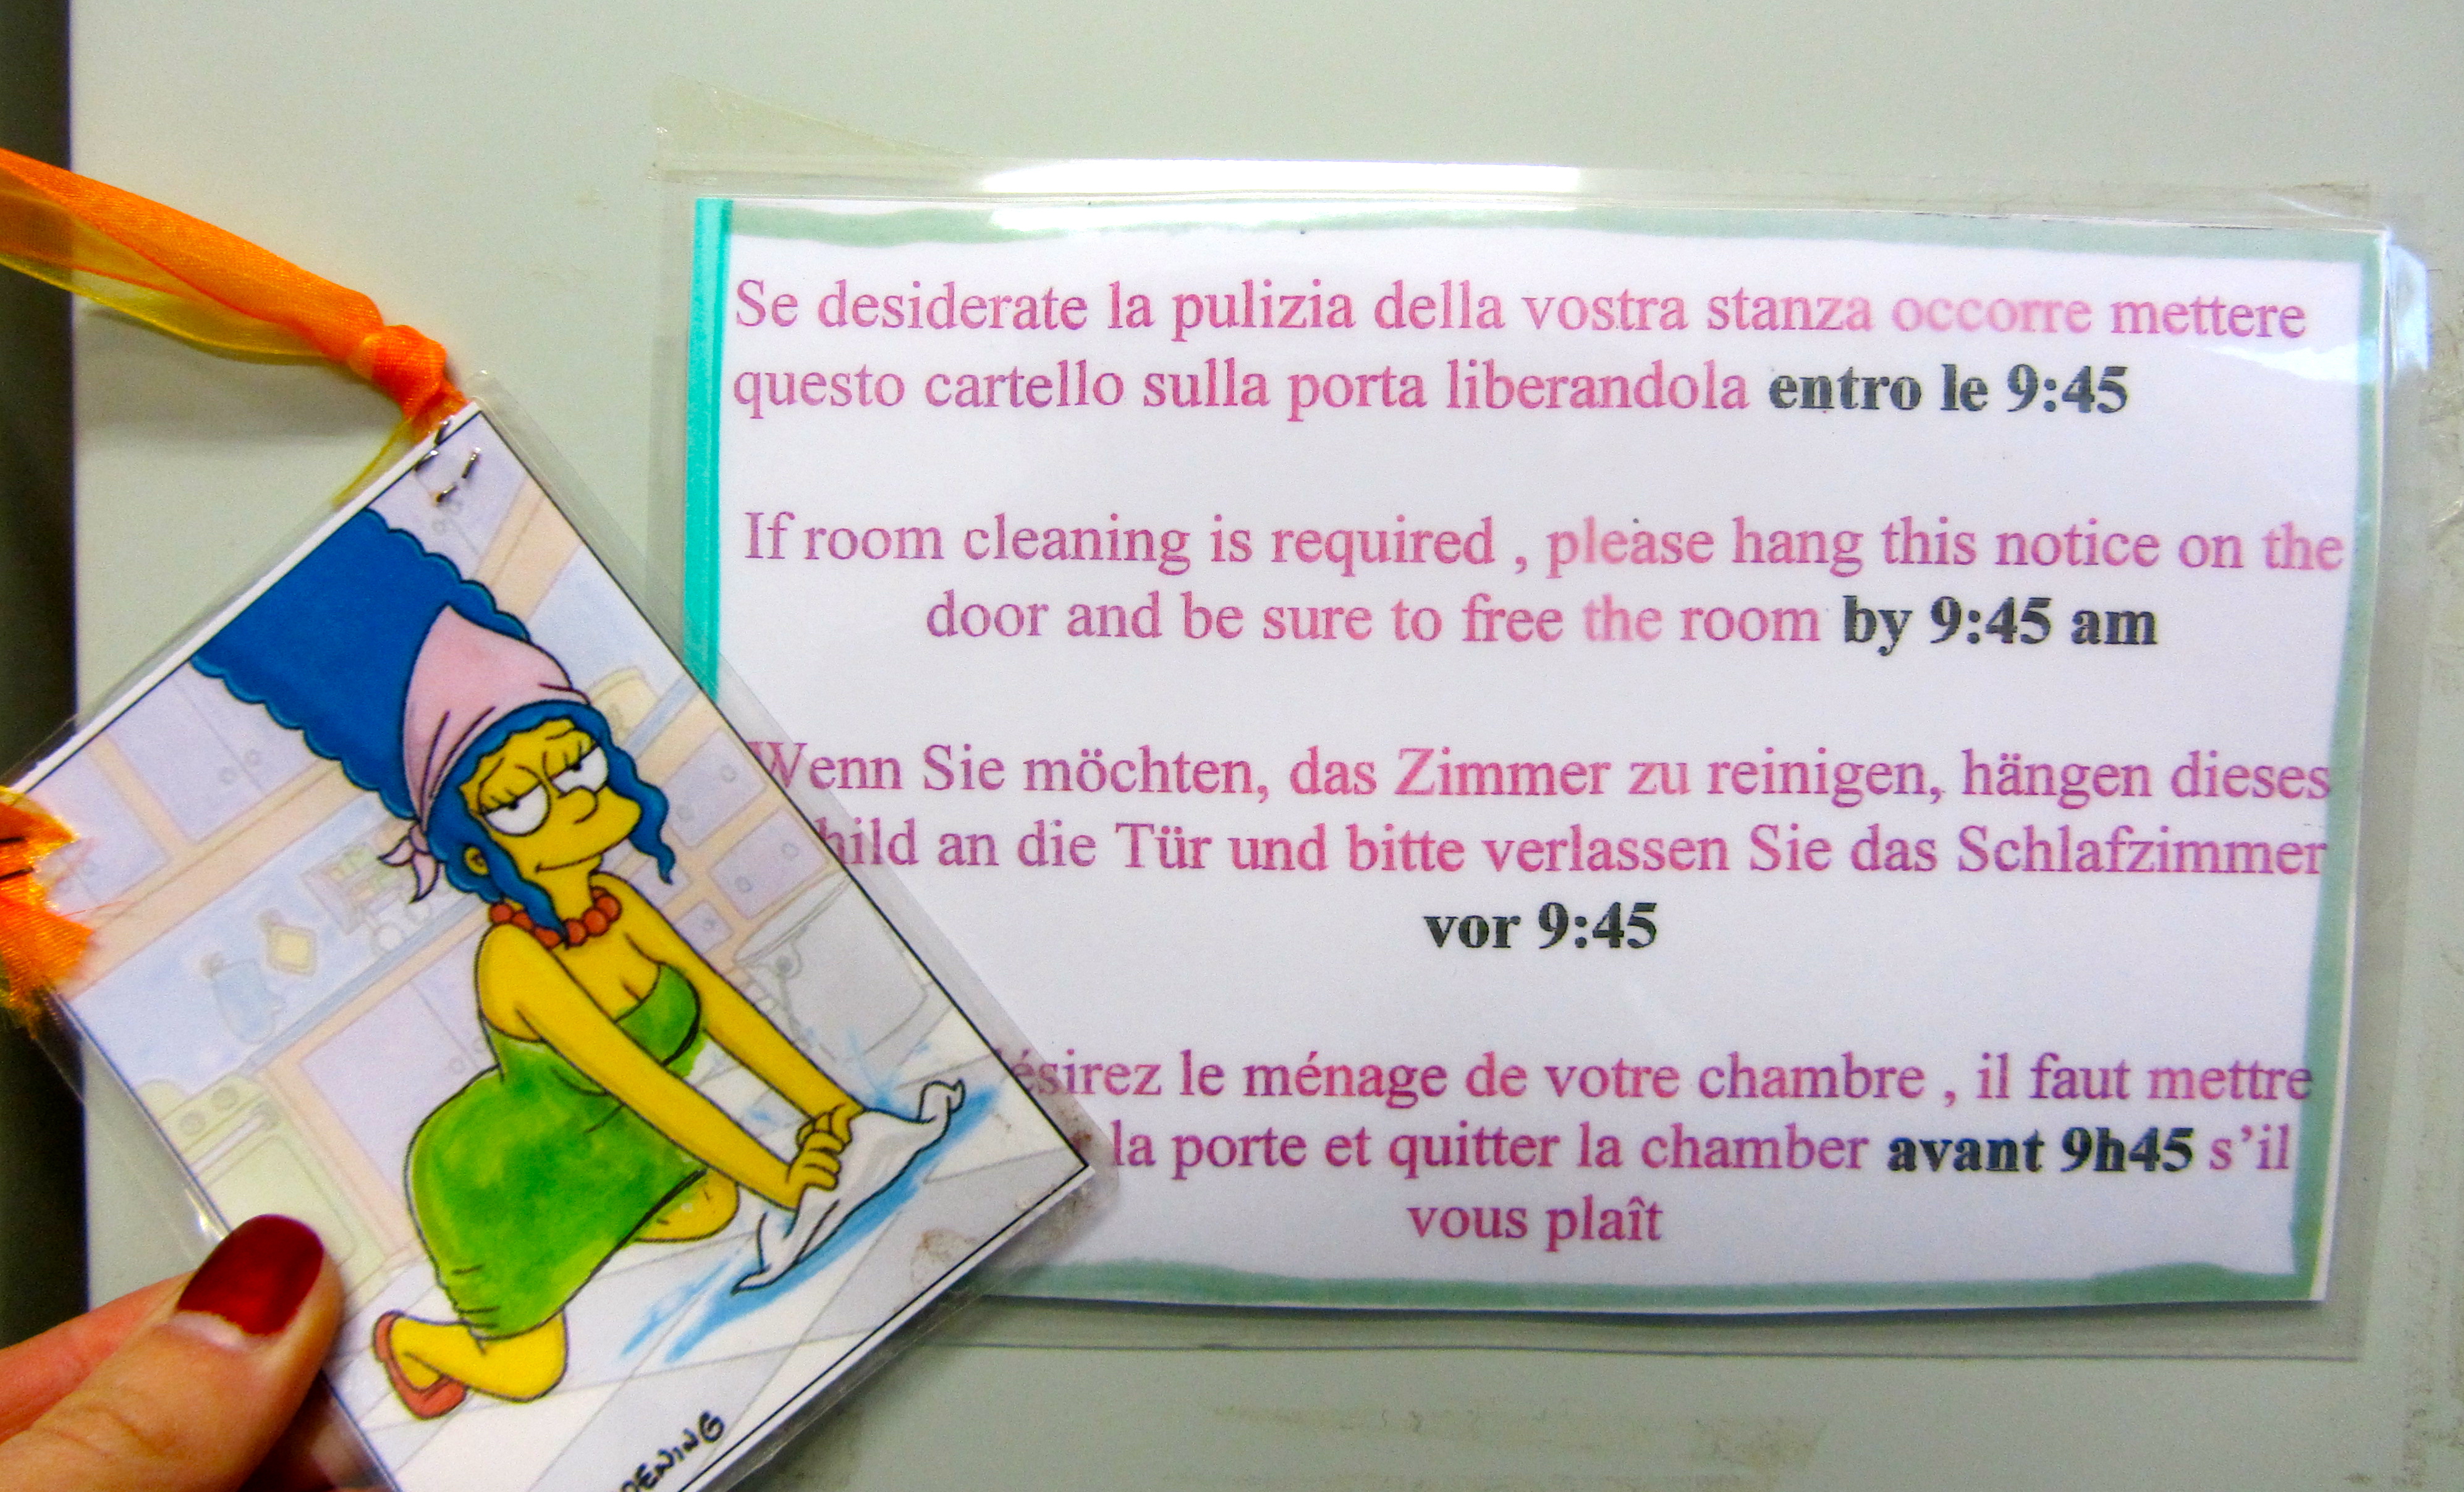 Se desiderate la pulizia della vostra stanza occorre mettere
questo cartello sulla porta liberandola entro le 9:45
If room cleaning is required , please hang this notice on the
door and be sure to free the room by 9:45 am
Wenn Sie möchten, das Zimmer zu reinigen, hängen dieses
an die Tür und bitte verlassen Sie das Schlafzimmer
vor 9:45
le ménage de votre chambre , il faut mettre
la porte et quitter la chamber avant 9h45 s'il
vous plaît